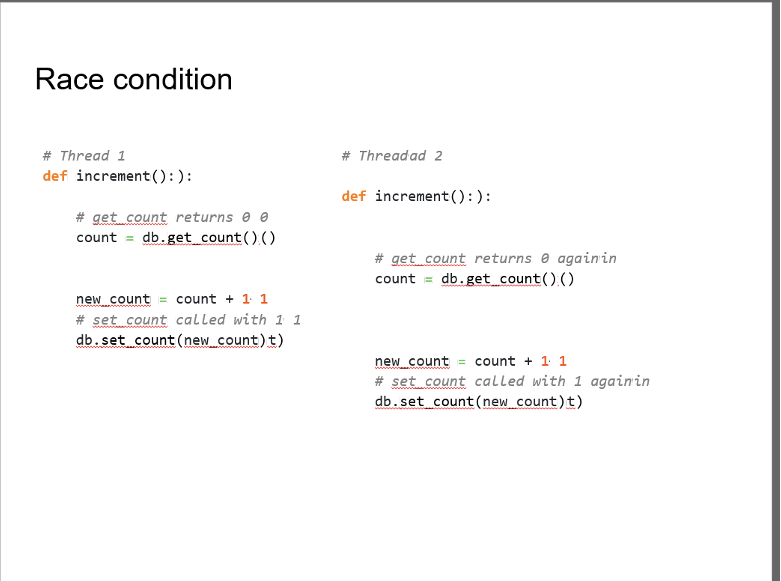 Race condition
# Thread 1
def increment():):
# get_count returns 0 0
count = db.get_count()()
new_count = count + 1 1
# set_count called with 1 1
db.set_count(new_count)t)
# Threadad 2
def increment():):
# get_count returns 0 againin
count = db.get_count()()
new_count = count + 1 1
# set_count called with 1 againin
db.set_count(new_count)t)